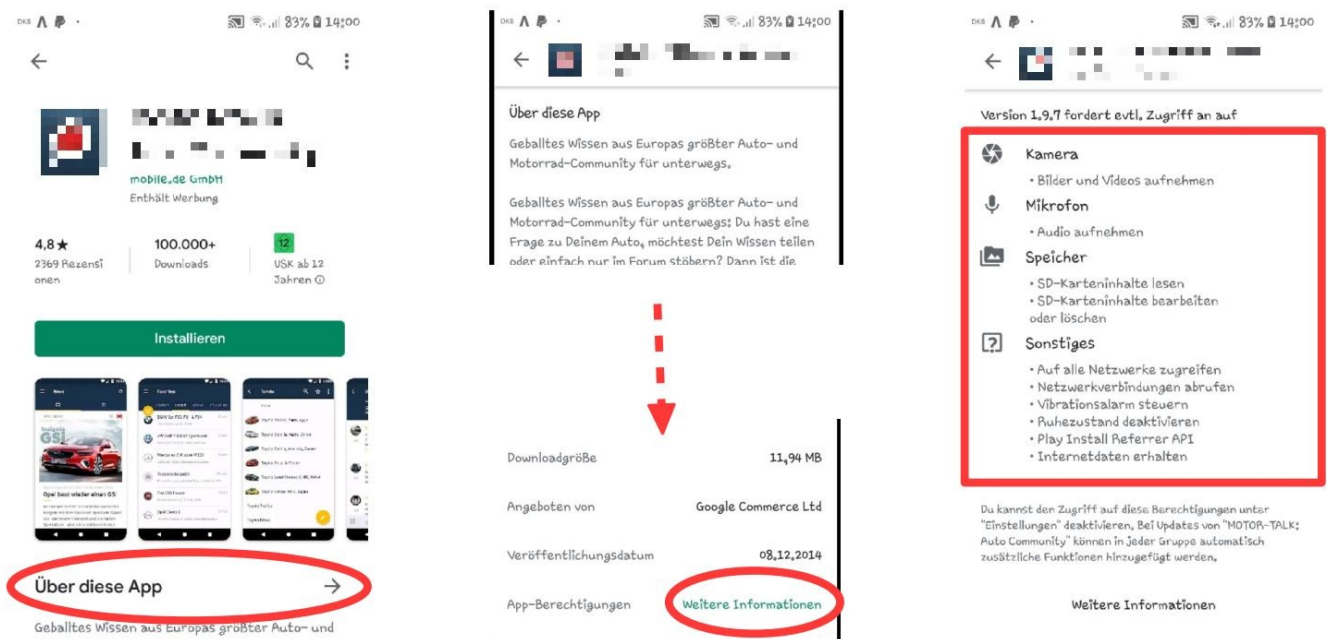 DKB
83% 14:00
mobile.de GmbH
Enthält Werbung
4,8★
2369 Rezensi
onen
100.000+
Downloads
12
USK ab 12
Jahren
Installieren
Insignia
GSi
Opel baut wieder einen GSi
Über diese App →
Geballtes Wissen aus Europas größter Auto- und
DKB
83% 14:00
Über diese App
Geballtes Wissen aus Europas größter Auto- und
Motorrad-Community für unterwegs.
Geballtes Wissen aus Europas größter Auto- und
Motorrad-Community für unterwegs: Du hast eine
Frage zu Deinem Auto, möchtest Dein Wissen teilen
oder einfach nur im Forum stöbern? Dann ist die
Downloadgröße 11,94 MB
Angeboten von Google Commerce Ltd
Veröffentlichungsdatum 08.12.2014
App-Berechtigungen Weitere Informationen
DKB
83% 14:00
Version 1.9.7 fordert evtl. Zugriff an auf
Kamera
• Bilder und Videos aufnehmen
Mikrofon
• Audio aufnehmen
Speicher
• SD-Karteninhalte lesen
• SD-Karteninhalte bearbeiten
oder löschen
Sonstiges
• Auf alle Netzwerke zugreifen
• Netzwerkverbindungen abrufen
• Vibrationsalarm steuern
• Ruhezustand deaktivieren
• Play Install Referrer API
• Internetdaten erhalten
Du kannst den Zugriff auf diese Berechtigungen unter
"Einstellungen" deaktivieren. Bei Updates von "MOTOR-TALK:
Auto Community" können in jeder Gruppe automatisch
zusätzliche Funktionen hinzugefügt werden.
Weitere Informationen